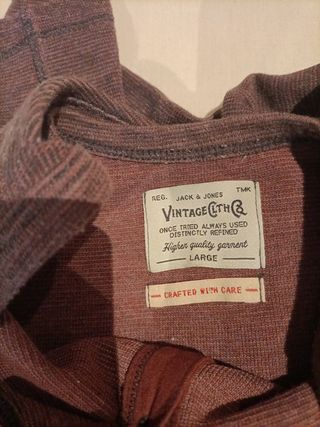 REG. JACK & JONES TMK
VINTAGE CLTH Co
ONCE TRIED ALWAYS USED
DISTINCTLY REFINED
Higher quality garment
LARGE
CRAFTED WITH CARE